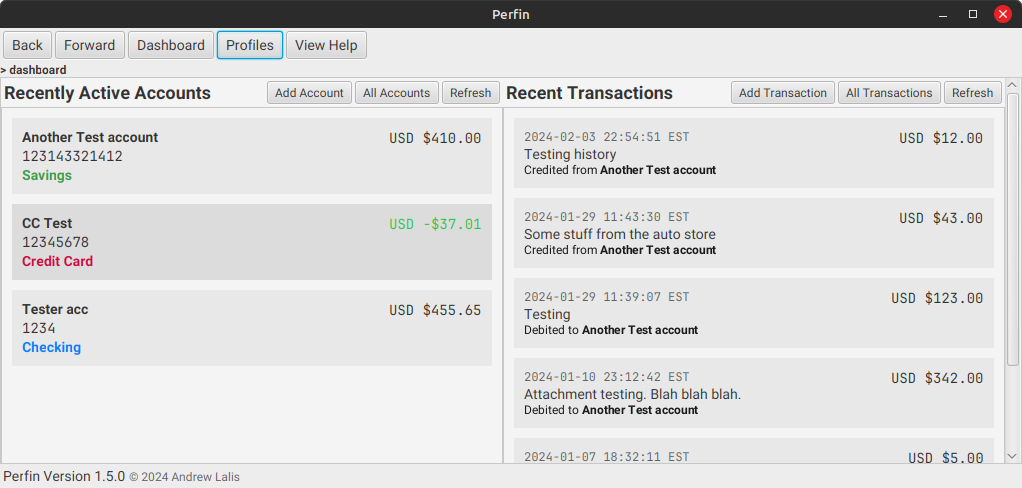 Perfin
Back Forward Dashboard Profiles View Help
> dashboard
Recently Active Accounts Add Account All Accounts Refresh
Another Test account USD $410.00
123143321412
Savings
CC Test USD -$37.01
12345678
Credit Card
Tester acc USD $455.65
1234
Checking
Recent Transactions Add Transaction All Transactions Refresh
2024-02-03 22:54:51 EST USD $12.00
Testing history
Credited from Another Test account
2024-01-29 11:43:30 EST USD $43.00
Some stuff from the auto store
Credited from Another Test account
2024-01-29 11:39:07 EST USD $123.00
Testing
Debited to Another Test account
2024-01-10 23:12:42 EST USD $342.00
Attachment testing. Blah blah blah.
Debited to Another Test account
2024-01-07 18:32:11 EST USD $5.00
Perfin Version 1.5.0 © 2024 Andrew Lalis